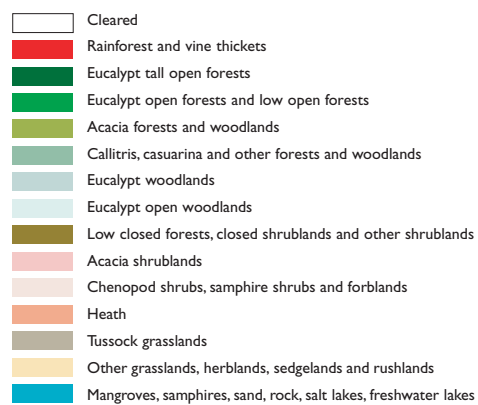 Cleared
Rainforest and vine thickets
Eucalypt tall open forests
Eucalypt open forests and low open forests
Acacia forests and woodlands
Callitris, casuarina and other forests and woodlands
Eucalypt woodlands
Eucalypt open woodlands
Low closed forests, closed shrublands and other shrublands
Acacia shrublands
Chenopod shrubs, samphire shrubs and forblands
Heath
Tussock grasslands
Other grasslands, herblands, sedgelands and rushlands
Mangroves, samphires, sand, rock, salt lakes, freshwater lakes